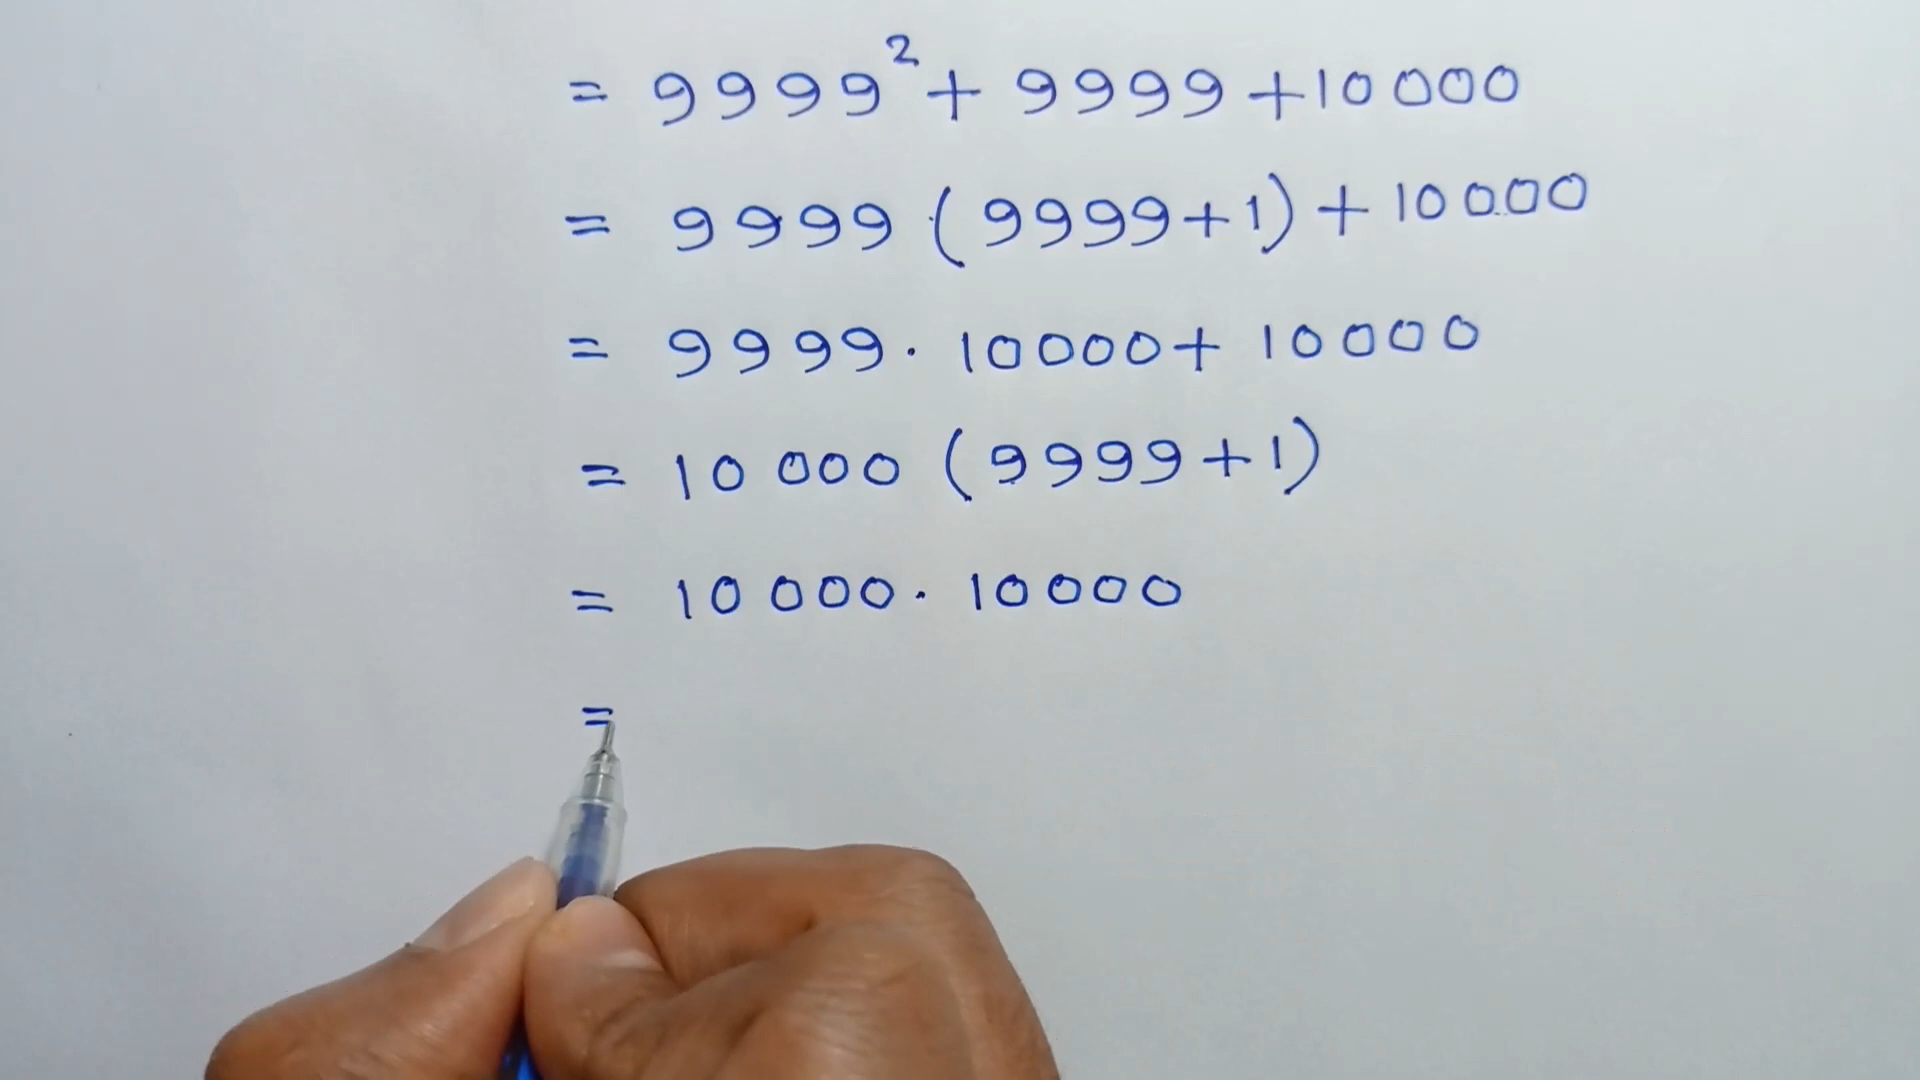 = 9999² + 9999 + 10000
= 9999 (9999 + 1) + 10000
= 9999 · 10000 + 10000
= 10000 (9999 + 1)
= 10000 · 10000
=